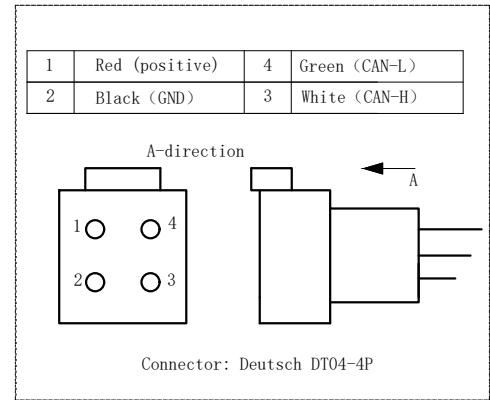 1 Red (positive) 4 Green（CAN-L）
2 Black（GND） 3 White（CAN-H）
A-direction
A
1 4
2 3
Connector: Deutsch DT04-4P